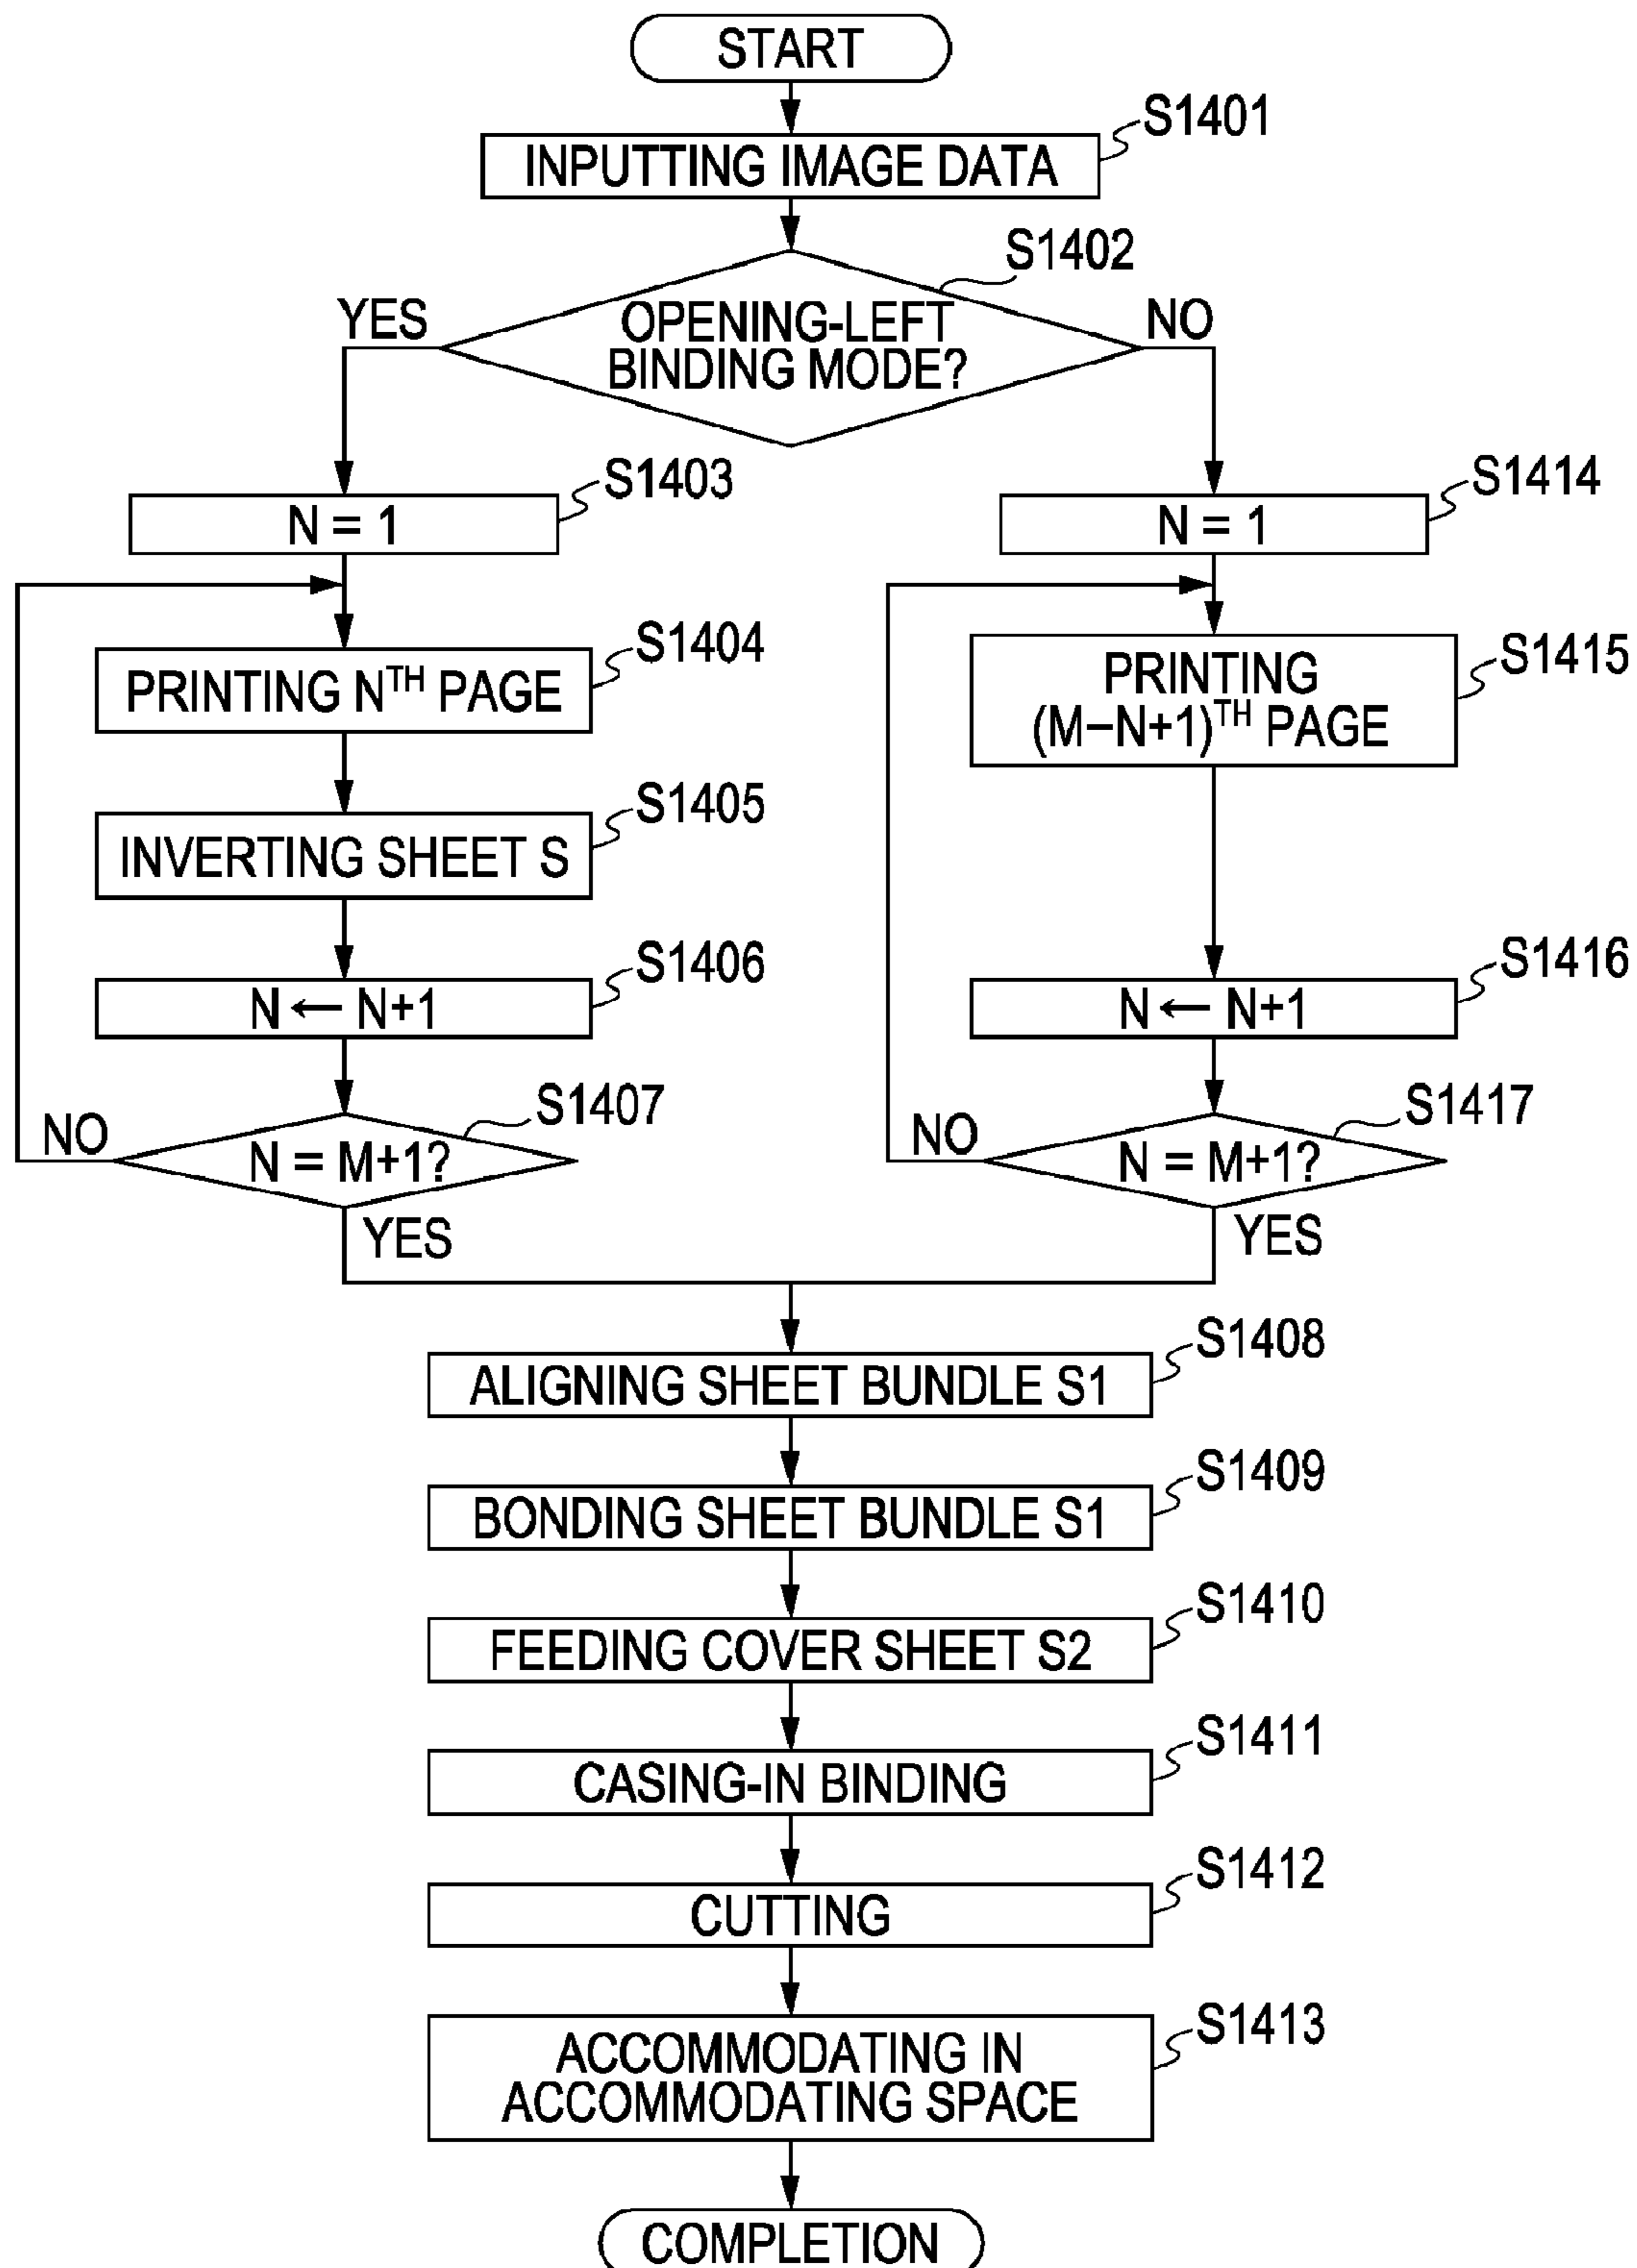 START
S1401
INPUTTING IMAGE DATA
S1402
YES
OPENING-LEFT
BINDING MODE?
NO
S1403
N = 1
S1414
N = 1
S1404
PRINTING NTH PAGE
S1415
PRINTING
(M−N+1)TH PAGE
S1405
INVERTING SHEET S
S1406
N ← N+1
S1416
N ← N+1
S1407
NO
N = M+1?
YES
S1417
NO
N = M+1?
YES
S1408
ALIGNING SHEET BUNDLE S1
S1409
BONDING SHEET BUNDLE S1
S1410
FEEDING COVER SHEET S2
S1411
CASING-IN BINDING
S1412
CUTTING
S1413
ACCOMMODATING IN
ACCOMMODATING SPACE
COMPLETION